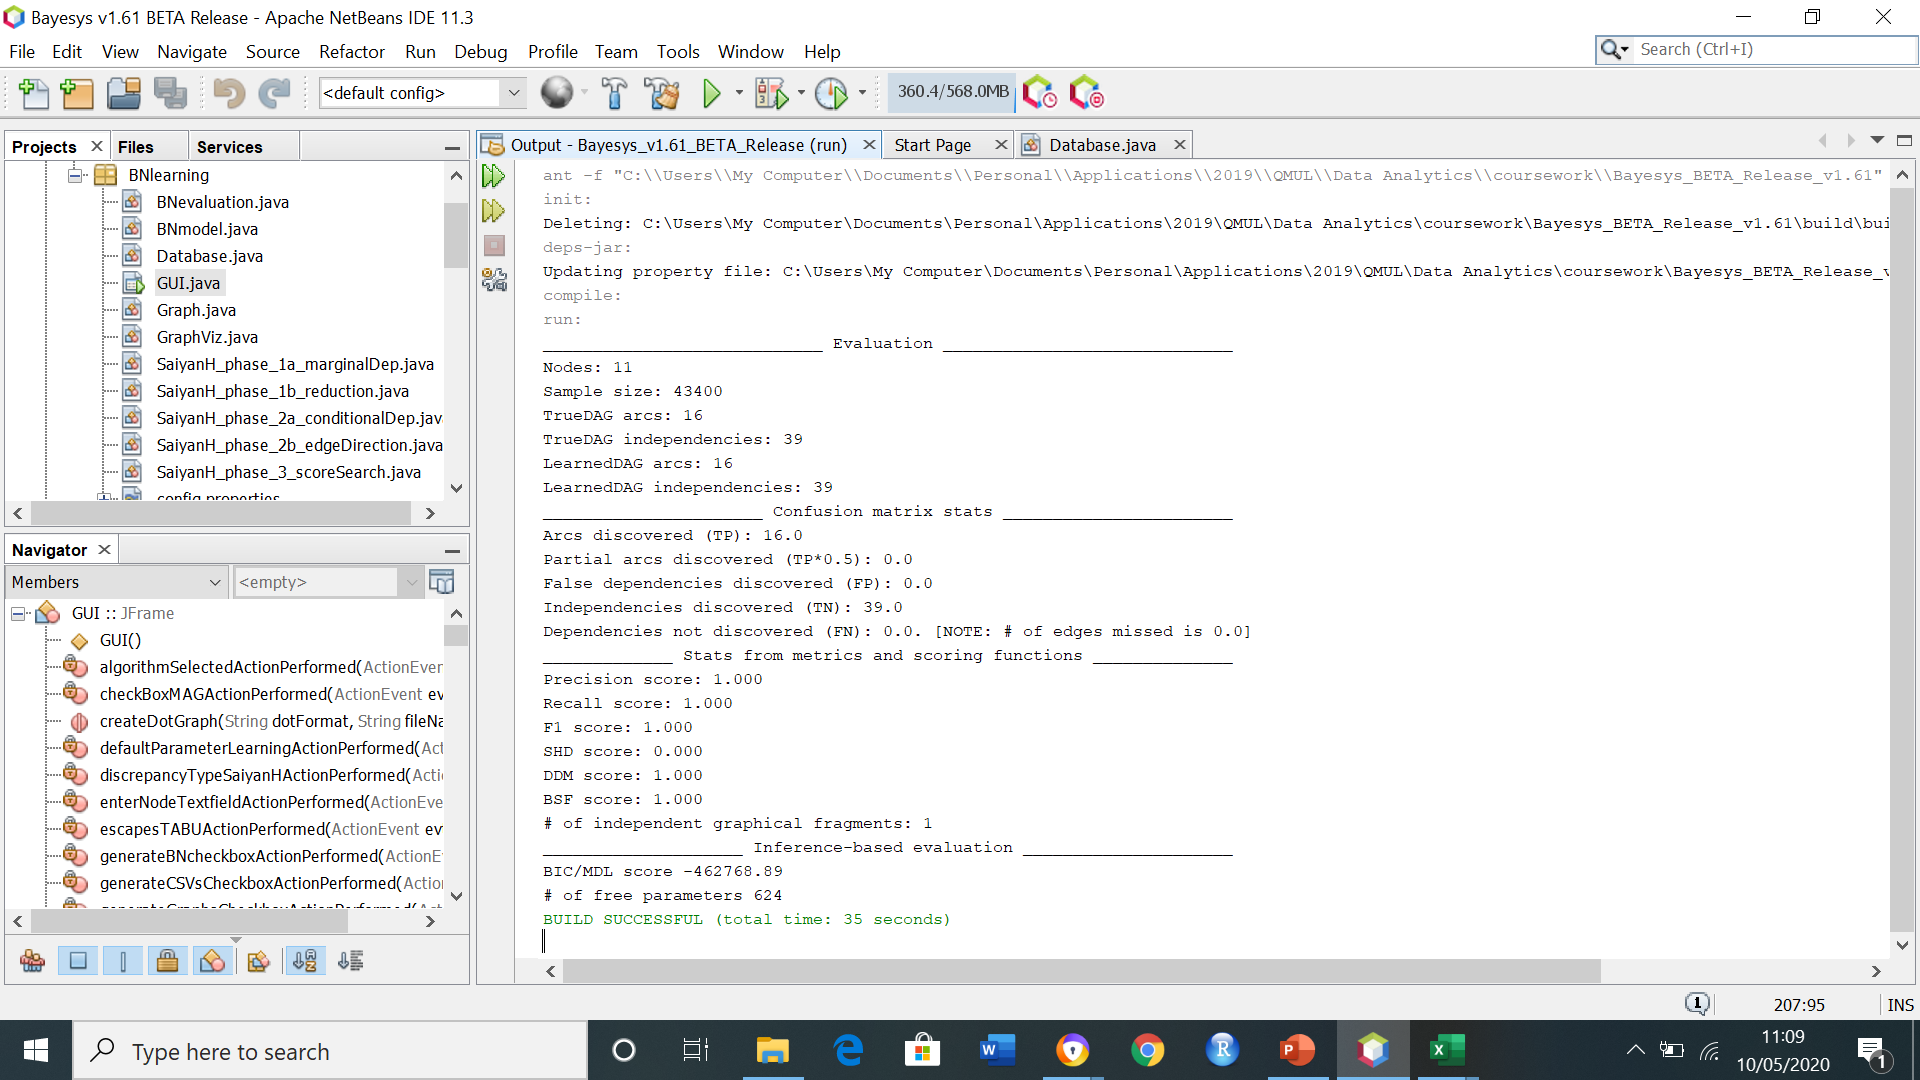 Bayesys v1.61 BETA Release - Apache NetBeans IDE 11.3
File Edit View Navigate Source Refactor Run Debug Profile Team Tools Window Help
Search (Ctrl+I)
<default config>
360.4/568.0MB
Projects Files Services
BNlearning
BNevaluation.java
BNmodel.java
Database.java
GUI.java
Graph.java
GraphViz.java
SaiyanH_phase_1a_marginalDep.java
SaiyanH_phase_1b_reduction.java
SaiyanH_phase_2a_conditionalDep.jav
SaiyanH_phase_2b_edgeDirection.java
SaiyanH_phase_3_scoreSearch.java
config.properties
Navigator
Members
<empty>
GUI :: JFrame
GUI()
algorithmSelectedActionPerformed(ActionEver
checkBoxMAGActionPerformed(ActionEvent ev
createDotGraph(String dotFormat, String fileNa
defaultParameterLearningActionPerformed(Act
discrepancyTypeSaiyanHActionPerformed(Acti
enterNodeTextfieldActionPerformed(ActionEve
escapesTABUActionPerformed(ActionEvent ev
generateBNcheckboxActionPerformed(ActionE
generateCSVsCheckboxActionPerformed(Actio
Output - Bayesys_v1.61_BETA_Release (run) Start Page Database.java
ant -f "C:\\Users\\My Computer\\Documents\\Personal\\Applications\\2019\\QMUL\\Data Analytics\\coursework\\Bayesys_BETA_Release_v1.61"
init:
Deleting: C:\Users\My Computer\Documents\Personal\Applications\2019\QMUL\Data Analytics\coursework\Bayesys_BETA_Release_v1.61\build\bui
deps-jar:
Updating property file: C:\Users\My Computer\Documents\Personal\Applications\2019\QMUL\Data Analytics\coursework\Bayesys_BETA_Release_v
compile:
run:
____________________________ Evaluation _____________________________
Nodes: 11
Sample size: 43400
TrueDAG arcs: 16
TrueDAG independencies: 39
LearnedDAG arcs: 16
LearnedDAG independencies: 39
______________________ Confusion matrix stats _______________________
Arcs discovered (TP): 16.0
Partial arcs discovered (TP*0.5): 0.0
False dependencies discovered (FP): 0.0
Independencies discovered (TN): 39.0
Dependencies not discovered (FN): 0.0. [NOTE: # of edges missed is 0.0]
_____________ Stats from metrics and scoring functions ______________
Precision score: 1.000
Recall score: 1.000
F1 score: 1.000
SHD score: 0.000
DDM score: 1.000
BSF score: 1.000
# of independent graphical fragments: 1
____________________ Inference-based evaluation _____________________
BIC/MDL score -462768.89
# of free parameters 624
BUILD SUCCESSFUL (total time: 35 seconds)
1
207:95
INS
Type here to search
11:09
10/05/2020
1